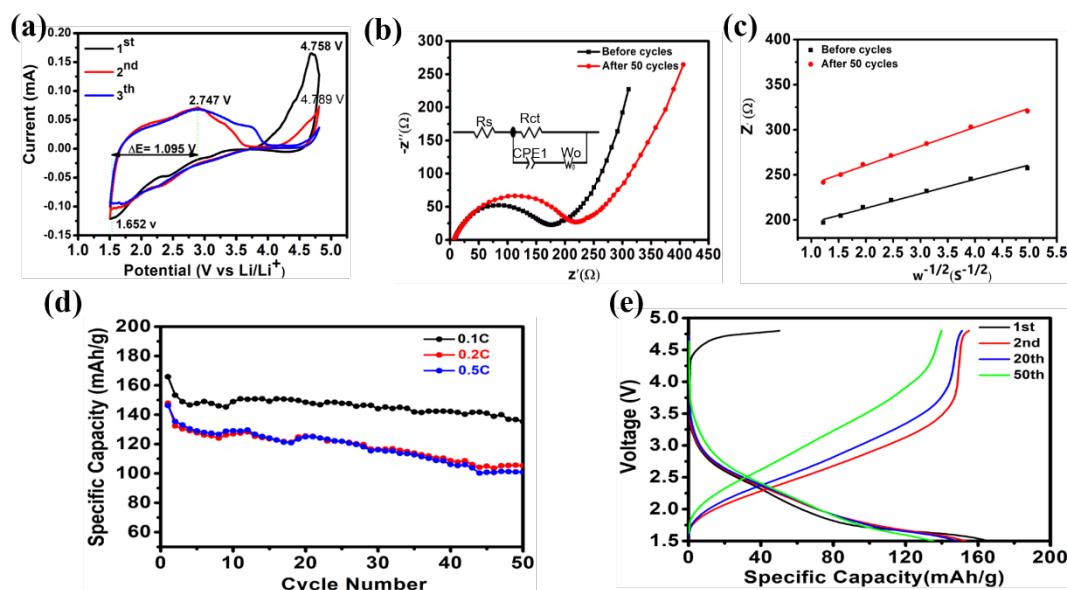 (a)
1st
2nd
3th
4.758 V
2.747 V
4.789 V
ΔE= 1.095 V
1.652 v
Current (mA)
0.20
0.15
0.10
0.05
0.00
0.05
0.10
0.15
1.5 2.0 2.5 3.0 3.5 4.0 4.5 5.0
Potential (V vs Li/Li+)
(b)
Before cycles
After 50 cycles
Rs
Rct
CPE1
Wo
-z''(Ω)
300
250
200
150
100
50
0
0 50 100 150 200 250 300 350 400 450
z'(Ω)
(c)
Before cycles
After 50 cycles
Z' (Ω)
400
350
300
250
200
1.0 1.5 2.0 2.5 3.0 3.5 4.0 4.5 5.0
w-1/2(s-1/2)
(d)
0.1C
0.2C
0.5C
Specific Capacity (mAh/g)
200
180
160
140
120
100
80
60
0 10 20 30 40 50
Cycle Number
(e)
1st
2nd
20th
50th
Voltage (V)
5.0
4.5
4.0
3.5
3.0
2.5
2.0
1.5
0 40 80 120 160 200
Specific Capacity(mAh/g)